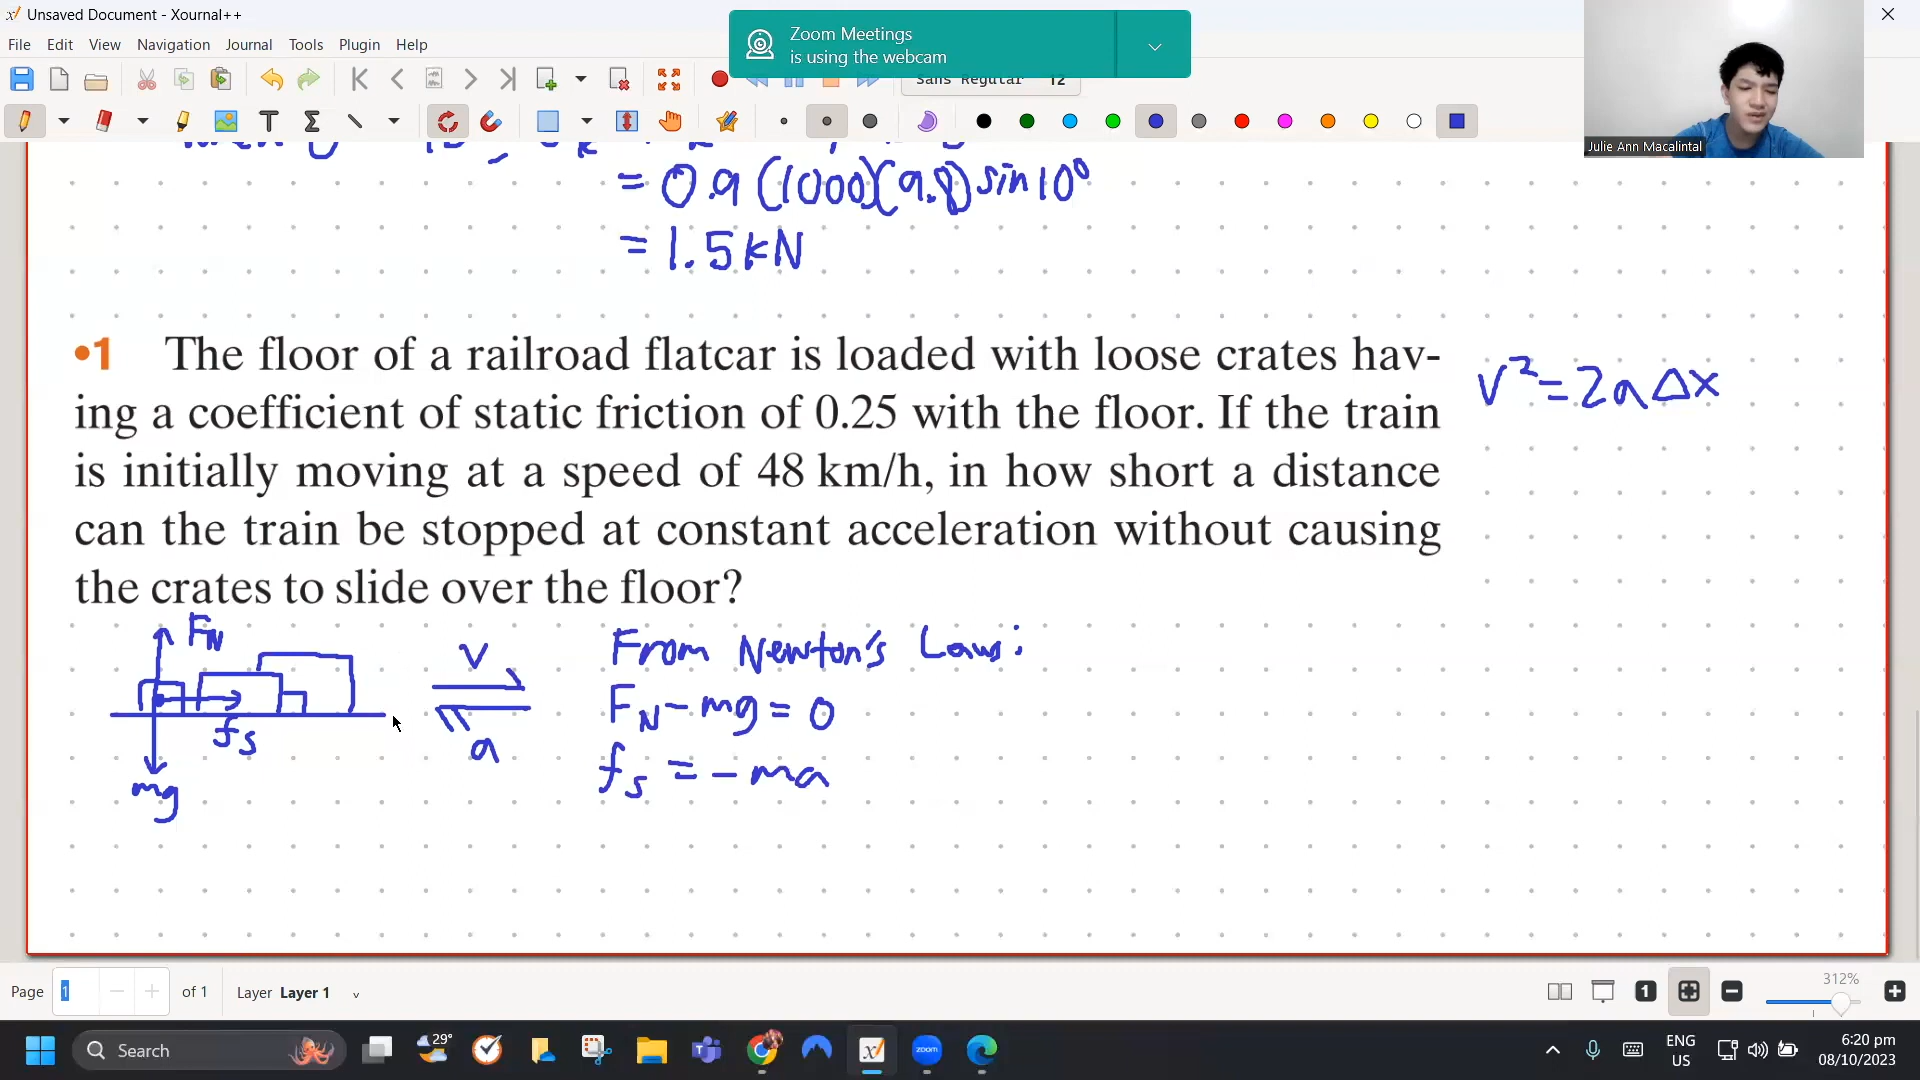 Unsaved Document - Xournal++
File Edit View Navigation Journal Tools Plugin Help
Zoom Meetings
is using the webcam
Sans Regular 12
Julie Ann Macalintal
= 0.9 (1000)(9.8) sin 10°
= 1.5 kN
•1 The floor of a railroad flatcar is loaded with loose crates hav-
ing a coefficient of static friction of 0.25 with the floor. If the train
is initially moving at a speed of 48 km/h, in how short a distance
can the train be stopped at constant acceleration without causing
the crates to slide over the floor?
v² = 2aΔx
F_N
f_s
mg
v
a
From Newton's Laws:
F_N - mg = 0
f_s = - ma
Page 1 of 1 Layer Layer 1
312%
1
29°
Search
zoom
ENG
US
6:20 pm
08/10/2023